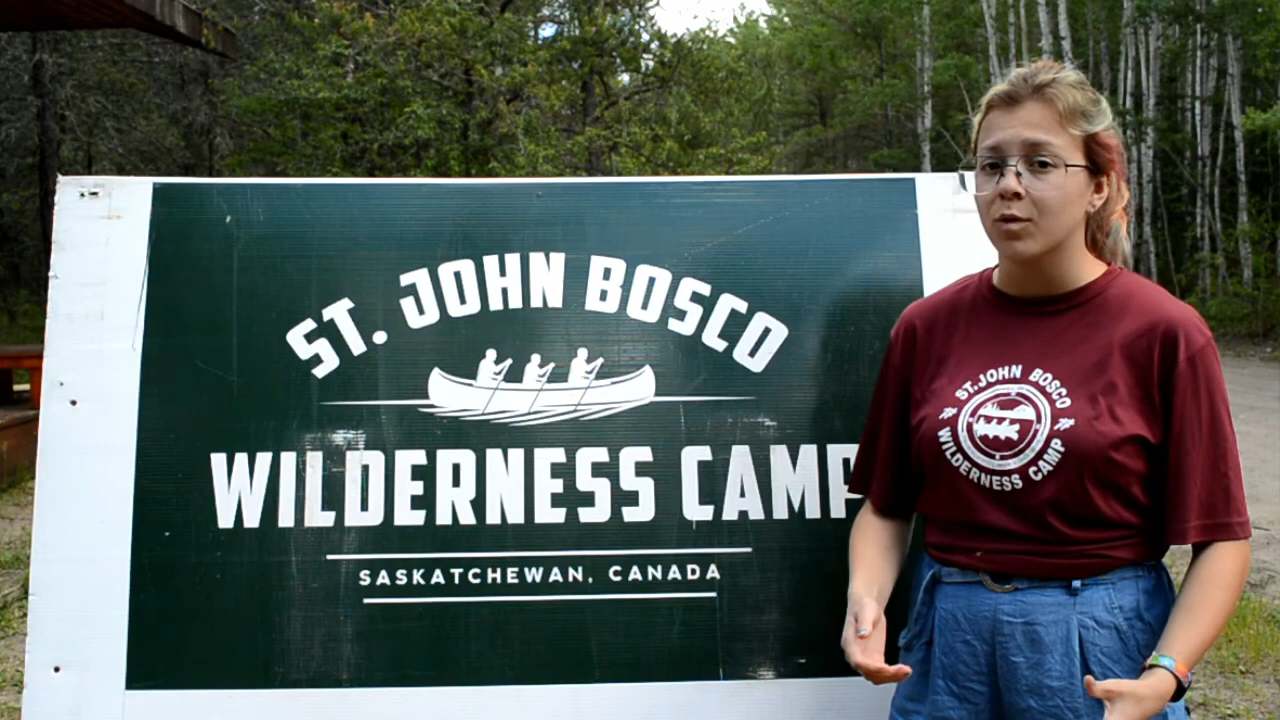 ST. JOHN BOSCO
WILDERNESS CAMP
SASKATCHEWAN, CANADA
ST. JOHN BOSCO
WILDERNESS CAMP